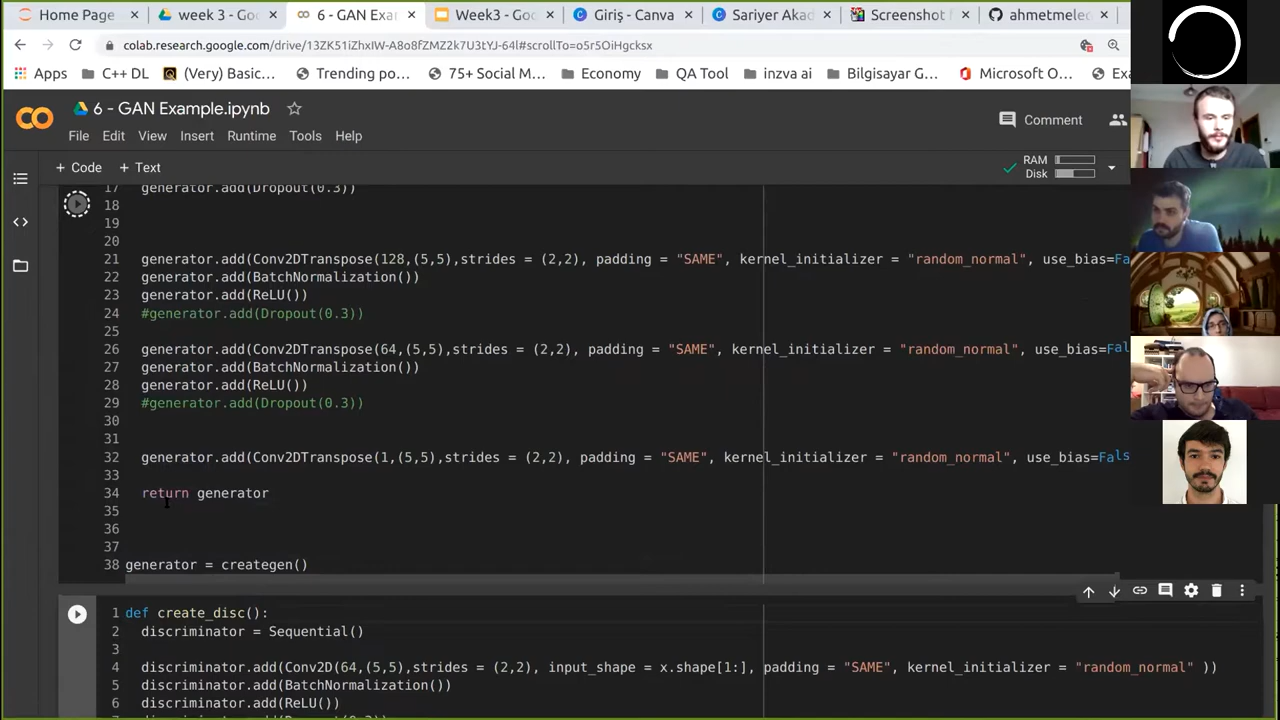 Home Page
week 3 - Go
6 - GAN Exa
Week3 - Goo
Giriş - Canva
Sariyer Akad
Screenshot f
ahmetmelec
colab.research.google.com/drive/13ZK51iZhxIW-A8o8fZMZ2k7U3tYJ-64l#scrollTo=o5r5OiHgcksx
Apps C++ DL (Very) Basic... Trending po... 75+ Social M... Economy QA Tool inzva ai Bilgisayar G... Microsoft O... Exa
6 - GAN Example.ipynb
Comment
File Edit View Insert Runtime Tools Help
+ Code + Text
RAM
Disk
17 generator.add(Dropout(0.3))
18
19
20
21 generator.add(Conv2DTranspose(128,(5,5),strides = (2,2), padding = "SAME", kernel_initializer = "random_normal", use_bias=Fal
22 generator.add(BatchNormalization())
23 generator.add(ReLU())
24 #generator.add(Dropout(0.3))
25
26 generator.add(Conv2DTranspose(64,(5,5),strides = (2,2), padding = "SAME", kernel_initializer = "random_normal", use_bias=Fal
27 generator.add(BatchNormalization())
28 generator.add(ReLU())
29 #generator.add(Dropout(0.3))
30
31
32 generator.add(Conv2DTranspose(1,(5,5),strides = (2,2), padding = "SAME", kernel_initializer = "random_normal", use_bias=Fals
33
34 return generator
35
36
37
38 generator = creategen()
1 def create_disc():
2 discriminator = Sequential()
3
4 discriminator.add(Conv2D(64,(5,5),strides = (2,2), input_shape = x.shape[1:], padding = "SAME", kernel_initializer = "random_normal" ))
5 discriminator.add(BatchNormalization())
6 discriminator.add(ReLU())